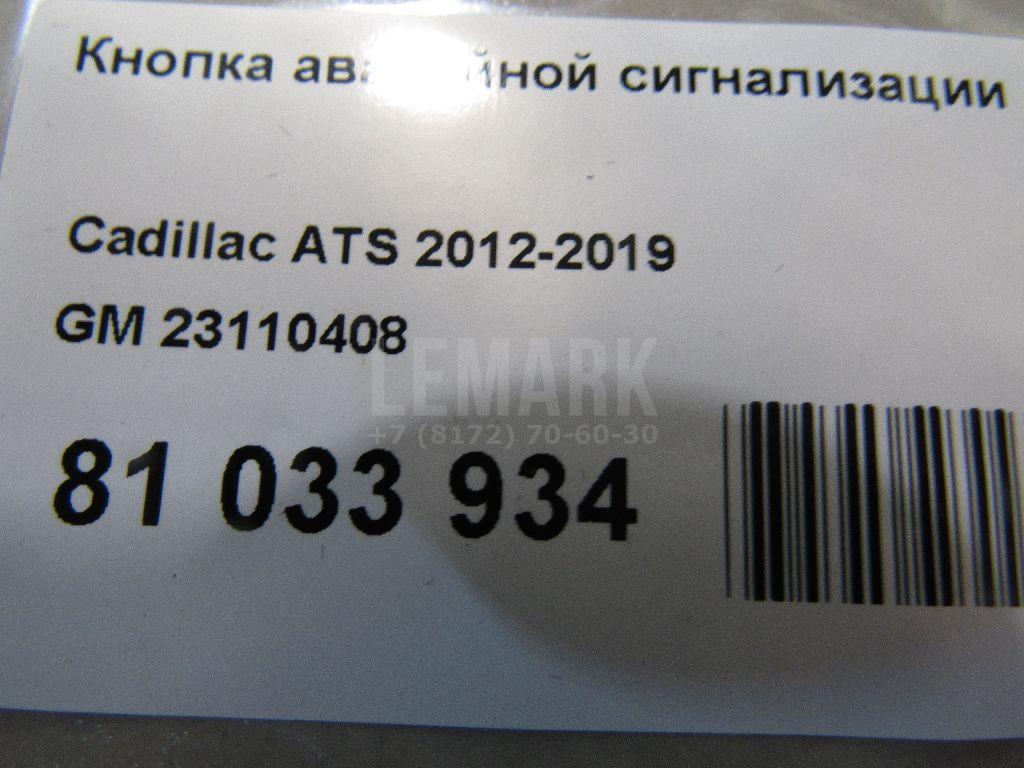 Кнопка сигнализации
Cadillac ATS 2012-2019
GM 23110408
LEMARK
+7 (8172) 70-60-30
81 033 934